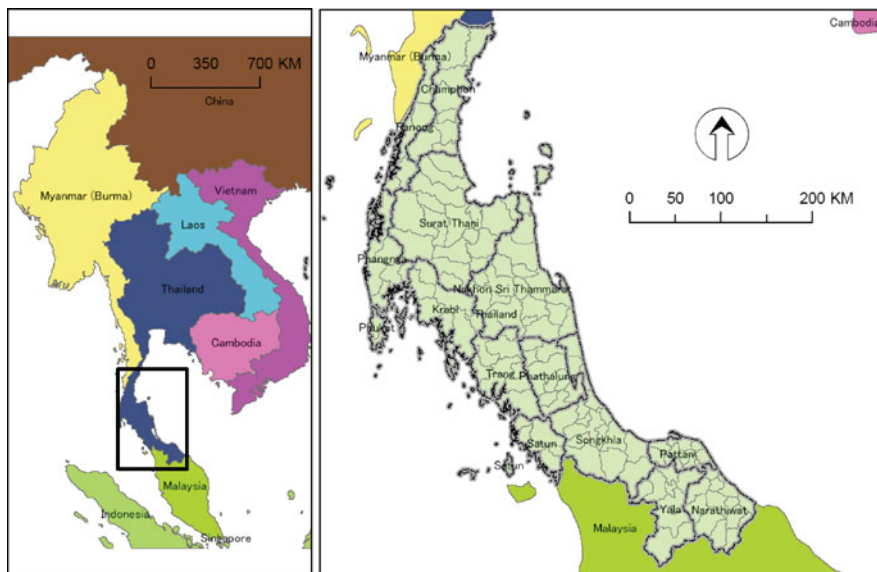 0 350 700 KM
China
Myanmar (Burma)
Vietnam
Laos
Thailand
Cambodia
Malaysia
Indonesia
Singapore
Cambodia
Myanmar (Burma)
Chumphon
Ranong
0 50 100 200 KM
Surat Thani
Phangnga
Nakhon Sri Thammarat
Krabi
Thailand
Phuket
Trang
Phathalung
Satun
Songkhla
Satun
Pattani
Yala
Narathiwat
Malaysia